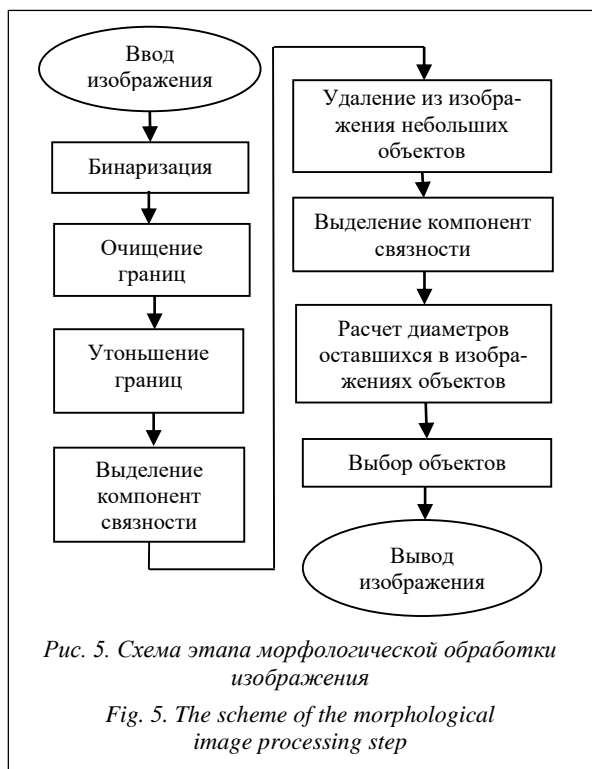 Ввод
изображения
Бинаризация
Очищение
границ
Утоньшение
границ
Выделение
компонент
связности
Удаление из изобра-
жения небольших
объектов
Выделение компонент
связности
Расчет диаметров
оставшихся в изобра-
жениях объектов
Выбор объектов
Вывод
изображения
Рис. 5. Схема этапа морфологической обработки
изображения
Fig. 5. The scheme of the morphological
image processing step